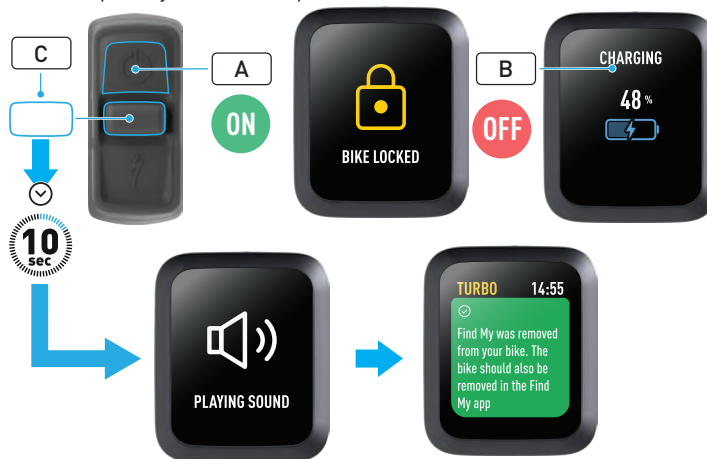 C
A
ON
BIKE LOCKED
B
OFF
CHARGING
48 %
10
sec
PLAYING SOUND
TURBO 14:55
Find My was removed
from your bike. The
bike should also be
removed in the Find
My app